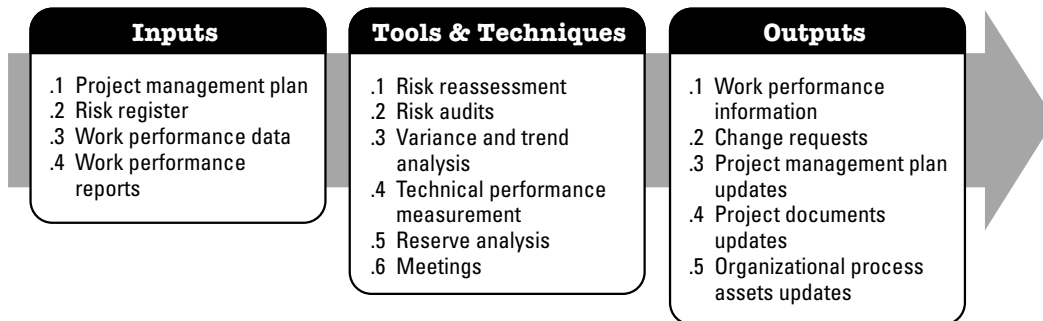 Inputs
.1 Project management plan
.2 Risk register
.3 Work performance data
.4 Work performance
reports
Tools & Techniques
.1 Risk reassessment
.2 Risk audits
.3 Variance and trend
analysis
.4 Technical performance
measurement
.5 Reserve analysis
.6 Meetings
Outputs
.1 Work performance
information
.2 Change requests
.3 Project management plan
updates
.4 Project documents
updates
.5 Organizational process
assets updates